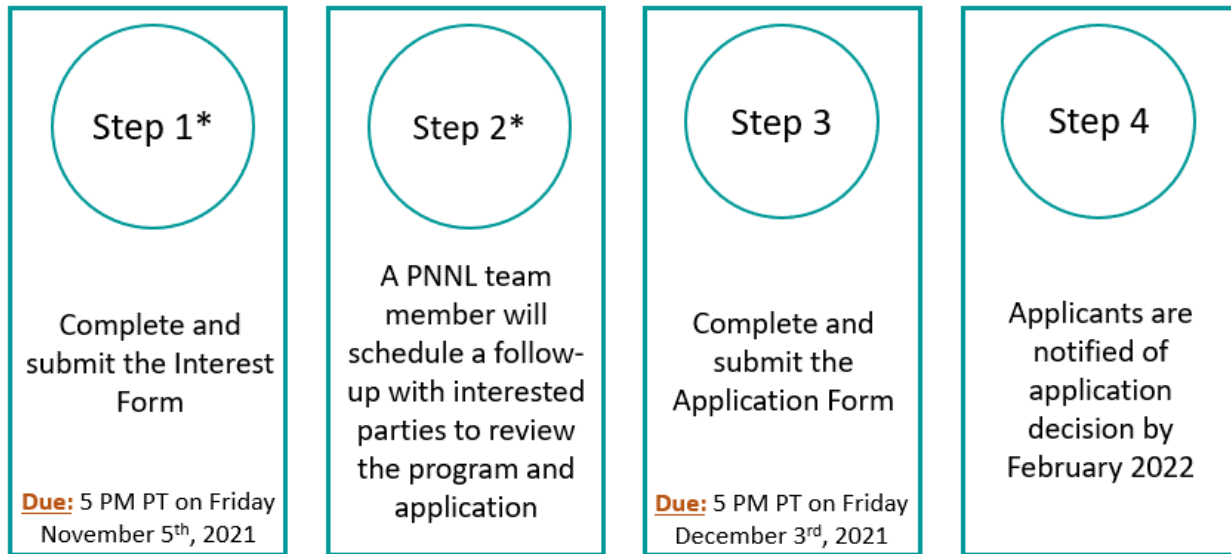 Step 1*
Complete and
submit the Interest
Form
Due: 5 PM PT on Friday
November 5th, 2021
Step 2*
A PNNL team
member will
schedule a follow-
up with interested
parties to review
the program and
application
Step 3
Complete and
submit the
Application Form
Due: 5 PM PT on Friday
December 3rd, 2021
Step 4
Applicants are
notified of
application
decision by
February 2022